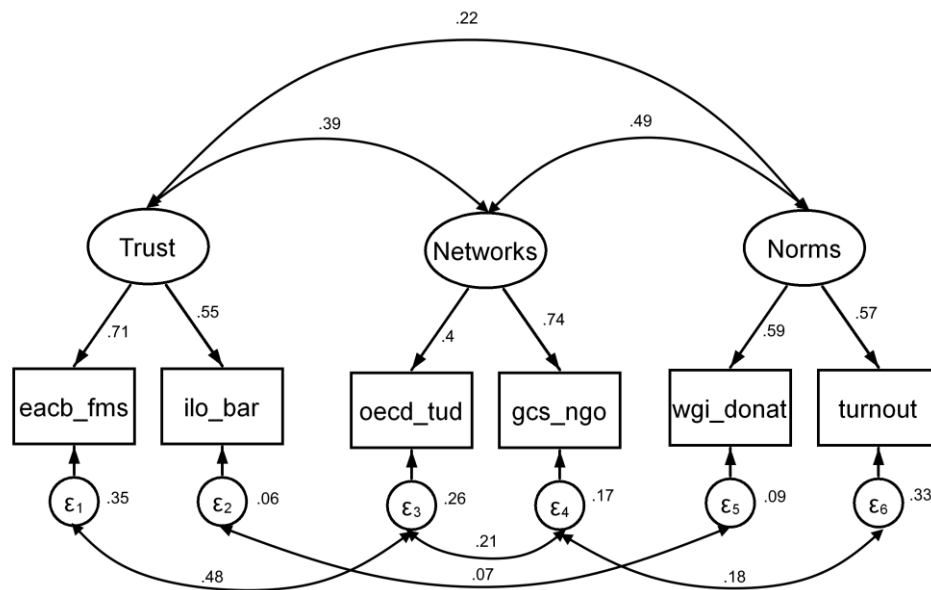 .22
.39
.49
Trust
Networks
Norms
.71
.55
.4
.74
.59
.57
eacb_fms
ilo_bar
oecd_tud
gcs_ngo
wgi_donat
turnout
ε₁
.35
ε₂
.06
ε₃
.26
ε₄
.17
ε₅
.09
ε₆
.33
.21
.48
.07
.18